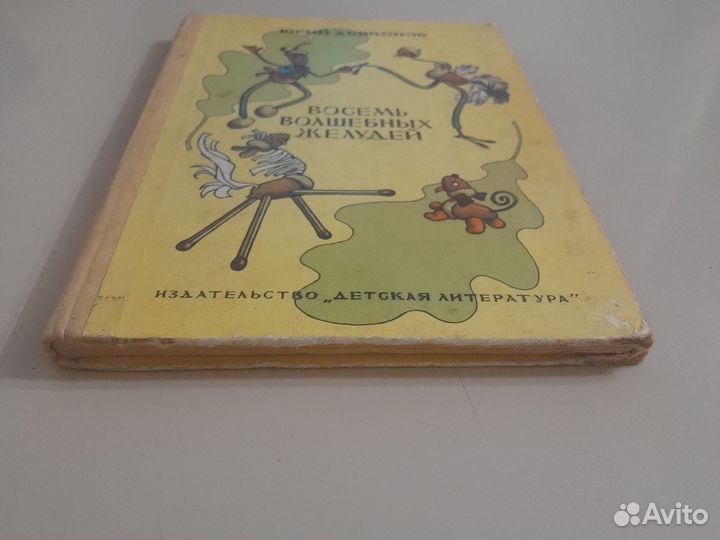 ЮРИЙ ДЬЯКОНОВ
ВОСЕМЬ
ВОЛШЕБНЫХ
ЖЕЛУДЕЙ
ИЗДАТЕЛЬСТВО „ДЕТСКАЯ ЛИТЕРАТУРА"
Avito